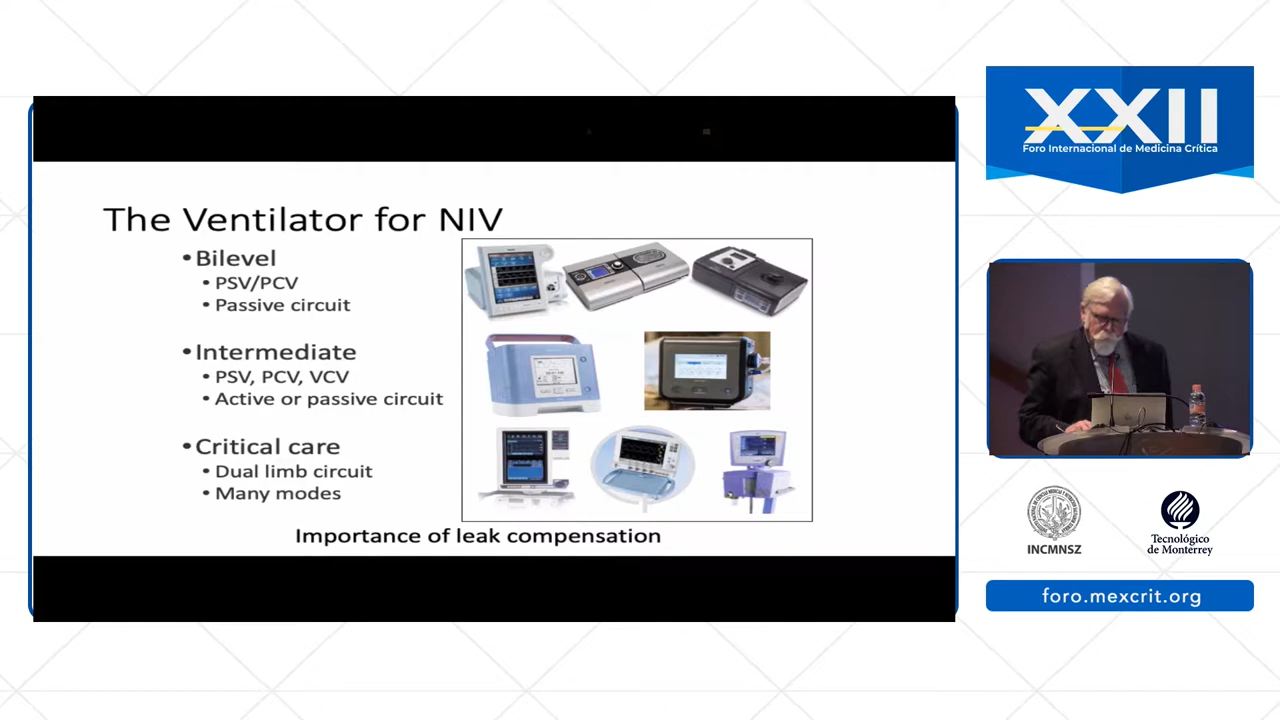 XXII
Foro Internacional de Medicina Crítica
The Ventilator for NIV
• Bilevel
• PSV/PCV
• Passive circuit
• Intermediate
• PSV, PCV, VCV
• Active or passive circuit
• Critical care
• Dual limb circuit
• Many modes
Importance of leak compensation
INCMNSZ
Tecnológico
de Monterrey
foro.mexcrit.org